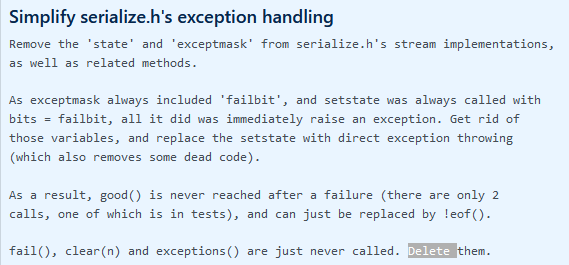 Simplify serialize.h's exception handling
Remove the 'state' and 'exceptmask' from serialize.h's stream implementations,
as well as related methods.
As exceptmask always included 'failbit', and setstate was always called with
bits = failbit, all it did was immediately raise an exception. Get rid of
those variables, and replace the setstate with direct exception throwing
(which also removes some dead code).
As a result, good() is never reached after a failure (there are only 2
calls, one of which is in tests), and can just be replaced by !eof().
fail(), clear(n) and exceptions() are just never called. Delete them.